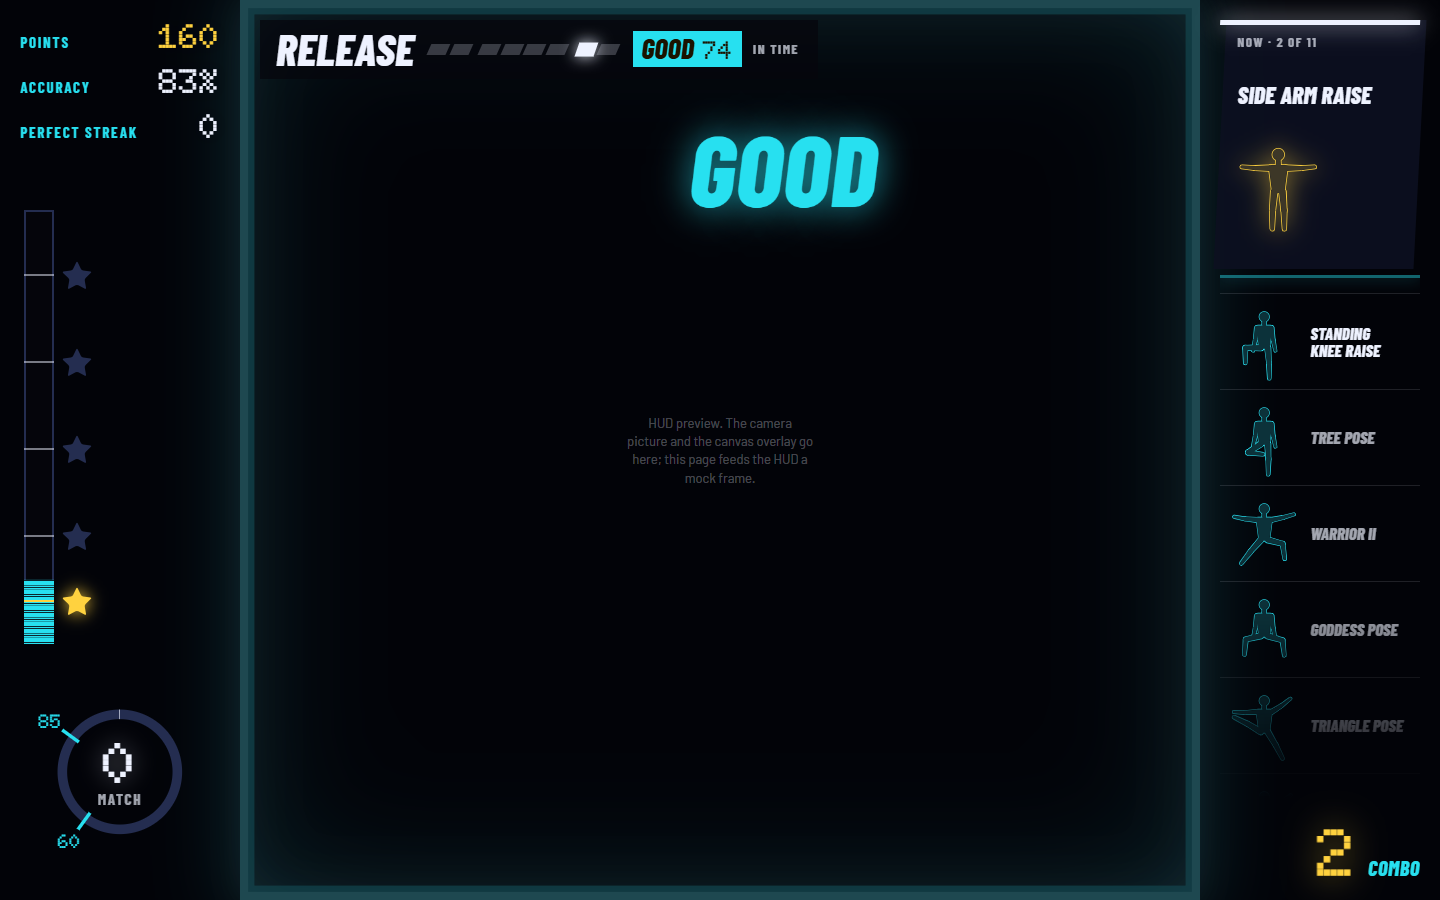 POINTS 160
ACCURACY 83%
PERFECT STREAK 0
85
0
MATCH
60
RELEASE GOOD 74 IN TIME
GOOD
HUD preview. The camera
picture and the canvas overlay go
here; this page feeds the HUD a
mock frame.
NOW · 2 OF 11
SIDE ARM RAISE
STANDING
KNEE RAISE
TREE POSE
WARRIOR II
GODDESS POSE
TRIANGLE POSE
2 COMBO